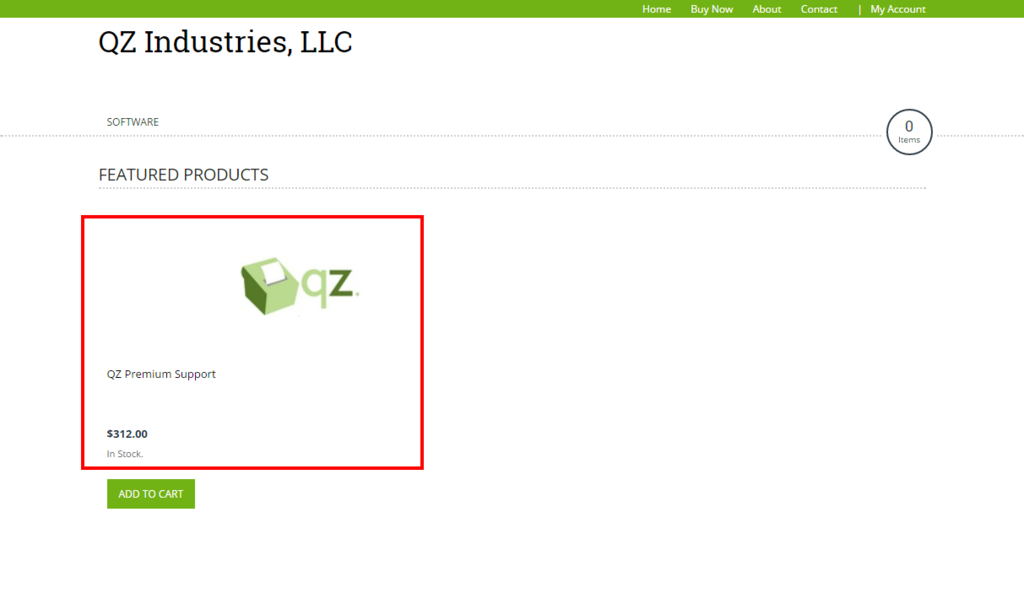 Home Buy Now About Contact | My Account
QZ Industries, LLC
SOFTWARE
0
Items
FEATURED PRODUCTS
qz.
QZ Premium Support
$312.00
In Stock.
ADD TO CART